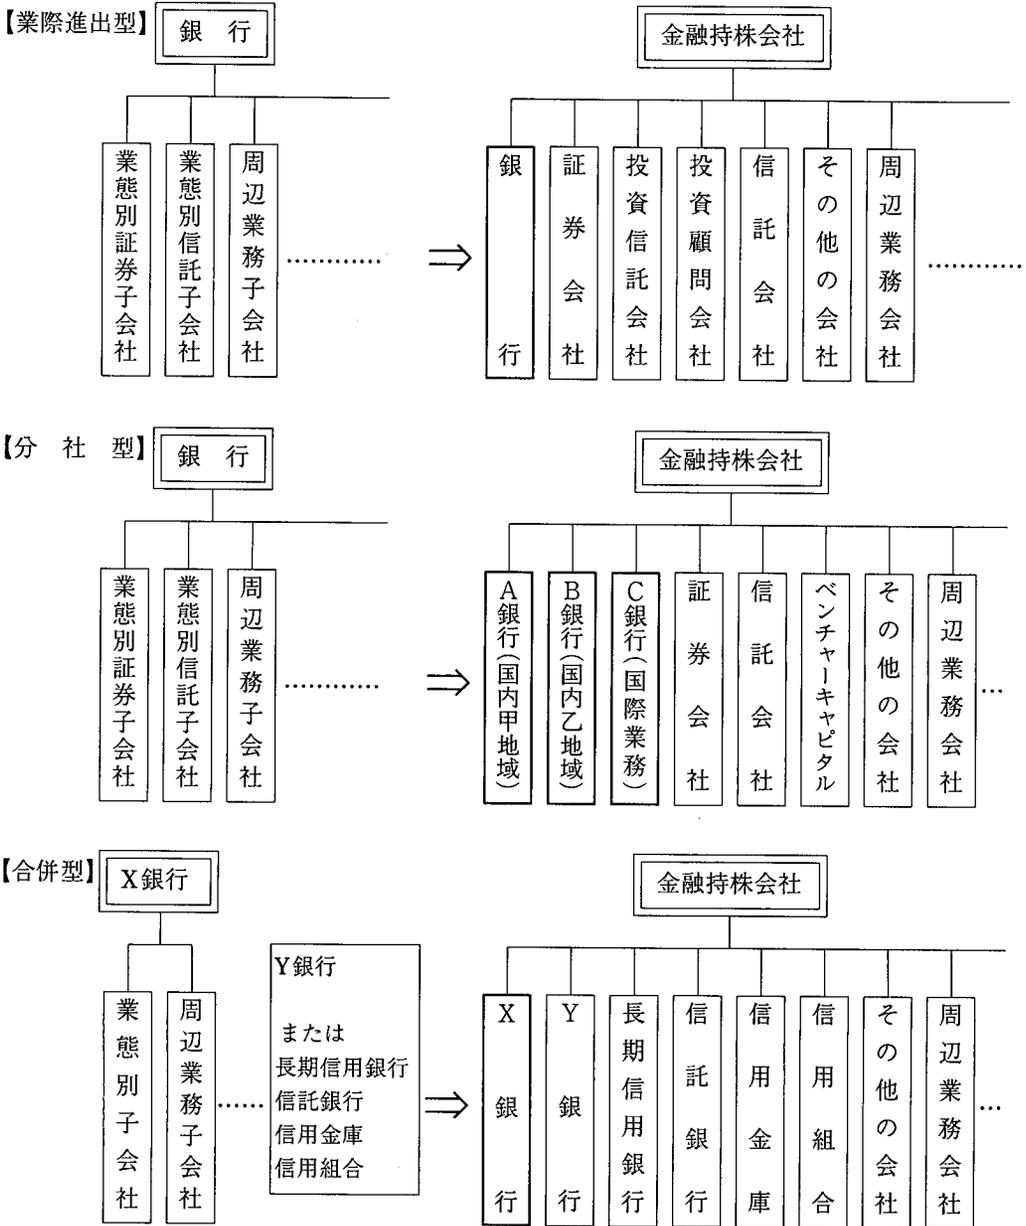 【業際進出型】
銀 行
業態別証券子会社
業態別信託子会社
周辺業務子会社
…………
⇒
金融持株会社
銀行
証券会社
投資信託会社
投資顧問会社
信託会社
その他の会社
周辺業務会社
…………
【分 社 型】
銀 行
業態別証券子会社
業態別信託子会社
周辺業務子会社
…………
⇒
金融持株会社
A銀行(国内甲地域)
B銀行(国内乙地域)
C銀行(国際業務)
証券会社
信託会社
ベンチャーキャピタル
その他の会社
周辺業務会社
…
【合併型】
X銀行
業態別子会社
周辺業務子会社
……
Y銀行
または
長期信用銀行
信託銀行
信用金庫
信用組合
⇒
金融持株会社
X銀行
Y銀行
長期信用銀行
信託銀行
信用金庫
信用組合
その他の会社
周辺業務会社
…